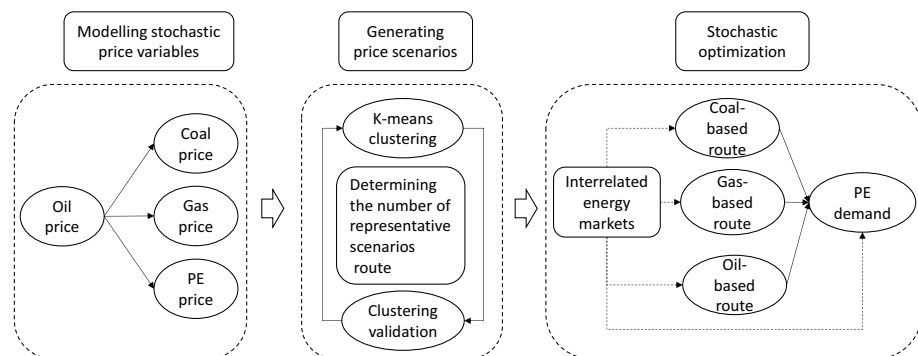 Modelling stochastic
price variables
Generating
price scenarios
Stochastic
optimization
Oil
price
Coal
price
Gas
price
PE
price
K-means
clustering
Determining
the number of
representative
scenarios
route
Clustering
validation
Interrelated
energy
markets
Coal-
based
route
Gas-
based
route
Oil-
based
route
PE
demand